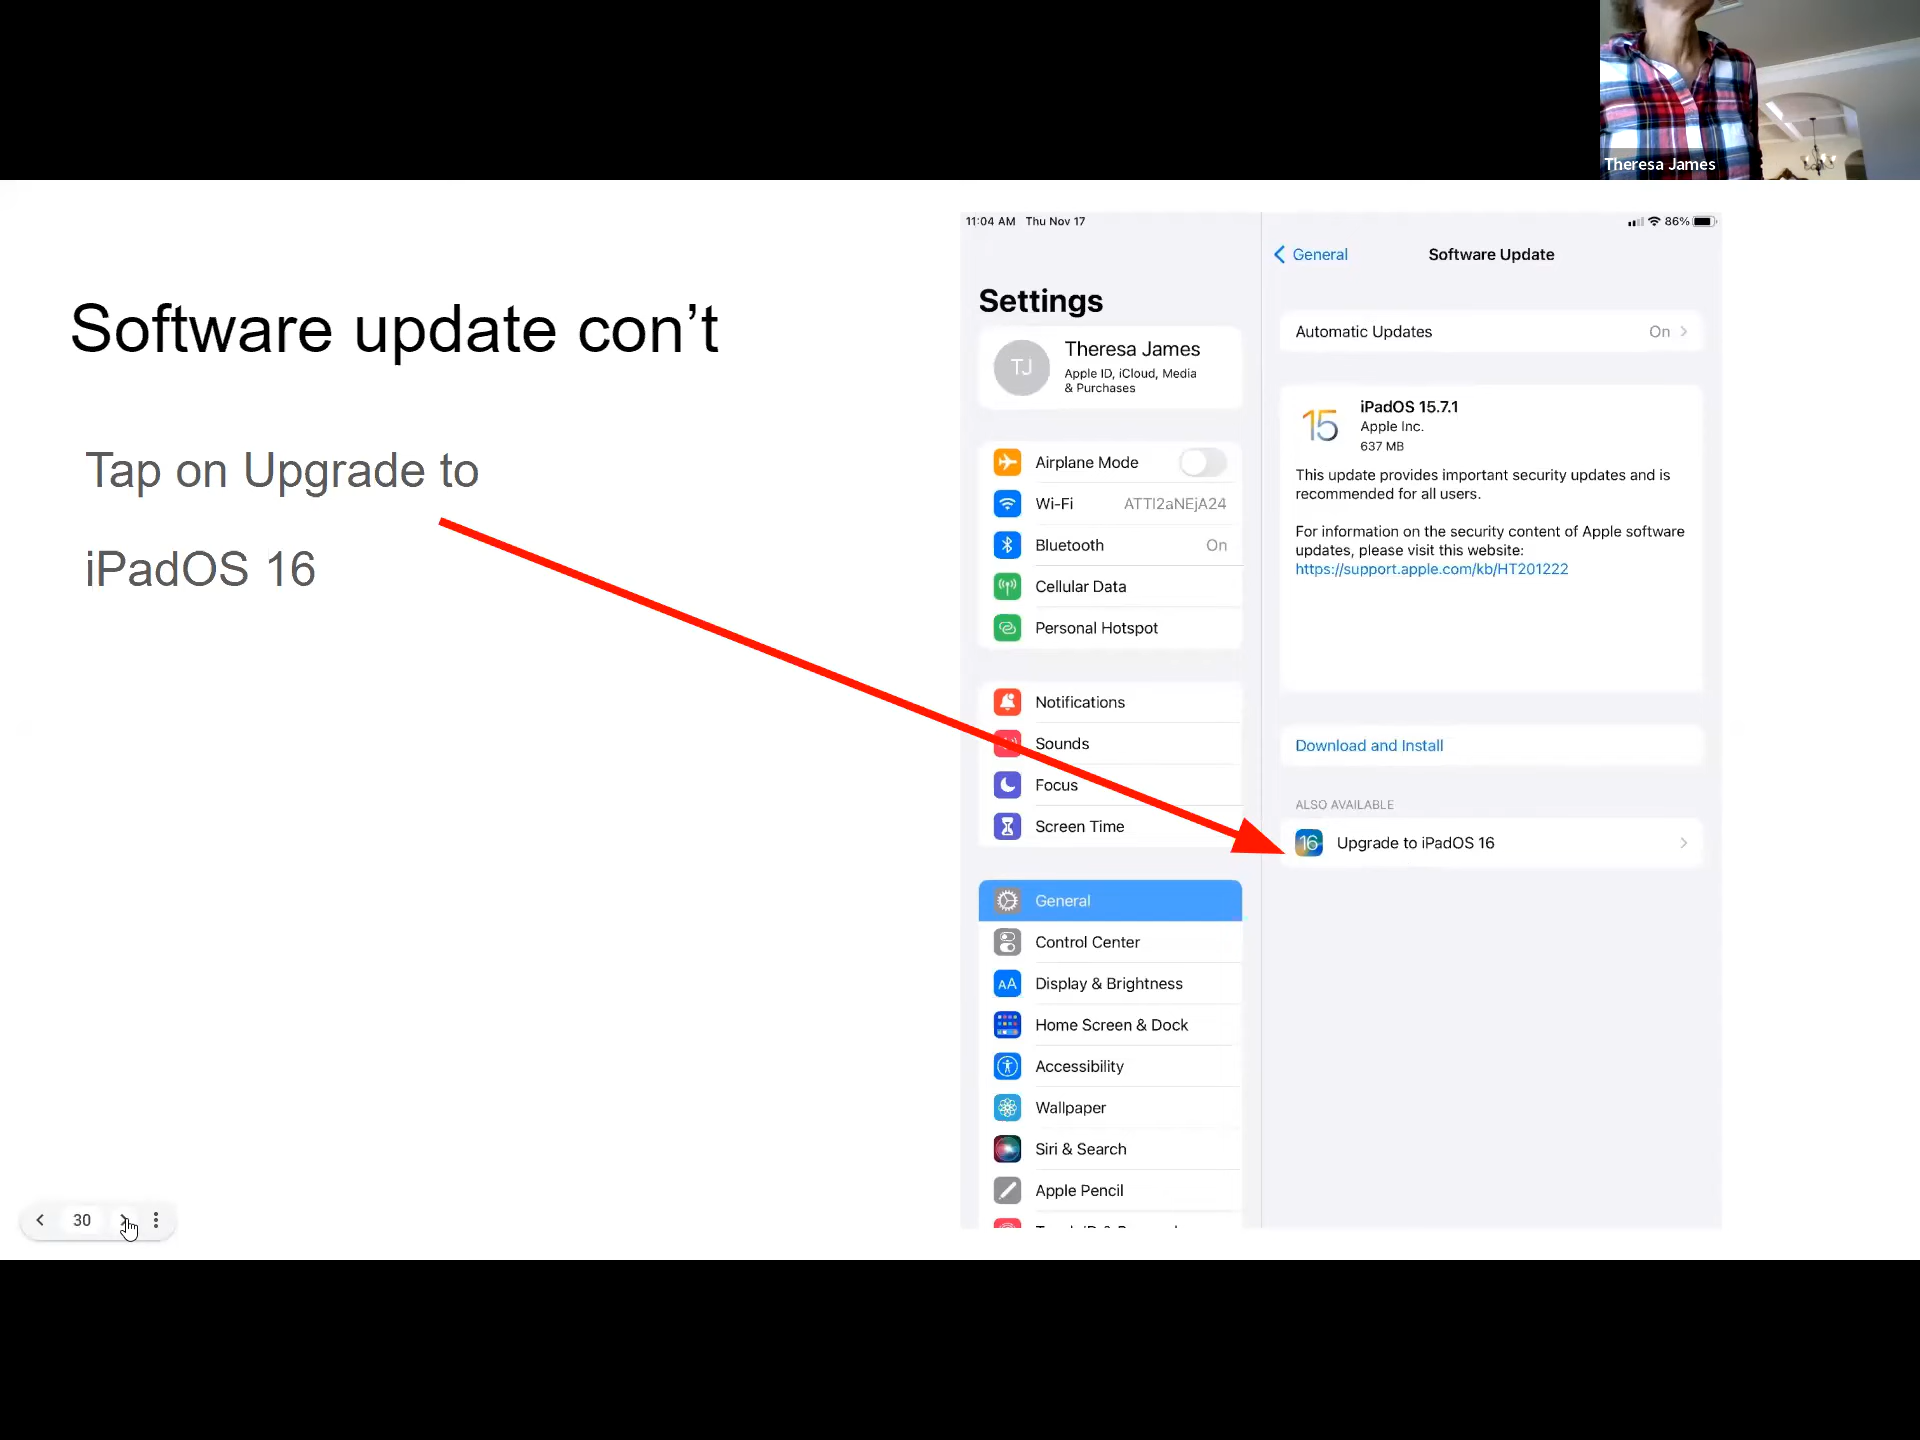 Theresa James
Software update con’t
Tap on Upgrade to
iPadOS 16
30
11:04 AM Thu Nov 17
86%
Settings
TJ
Theresa James
Apple ID, iCloud, Media
& Purchases
Airplane Mode
Wi-Fi ATTI2aNEjA24
Bluetooth On
Cellular Data
Personal Hotspot
Notifications
Sounds
Focus
Screen Time
General
Control Center
AA Display & Brightness
Home Screen & Dock
Accessibility
Wallpaper
Siri & Search
Apple Pencil
General
Software Update
Automatic Updates On
15
iPadOS 15.7.1
Apple Inc.
637 MB
This update provides important security updates and is
recommended for all users.
For information on the security content of Apple software
updates, please visit this website:
https://support.apple.com/kb/HT201222
Download and Install
ALSO AVAILABLE
16 Upgrade to iPadOS 16